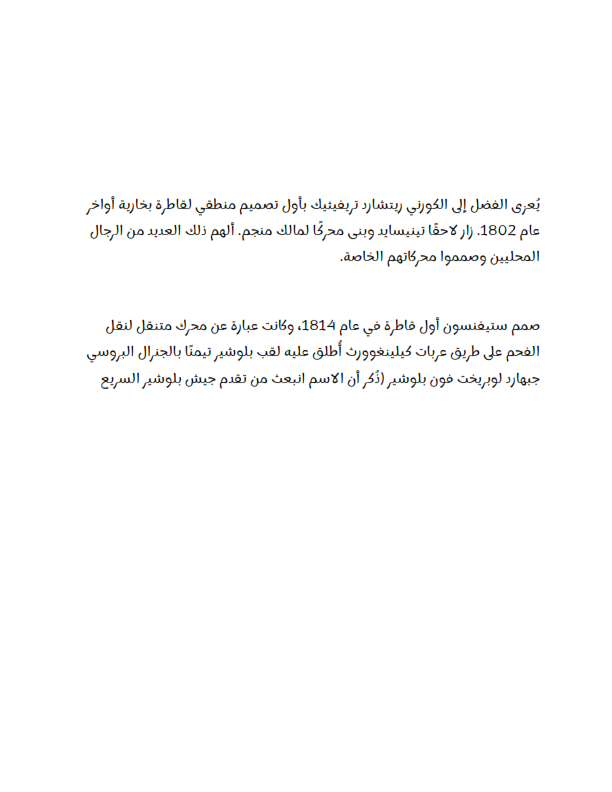 يُعزى الفضل إلى الكورني ريتشارد تريفيثيك بأول تصميم منطقي لقاطرة بخارية أواخر
عام 1802. زار لاحقًا تينيسايد وبنى محركًا لمالك منجم. ألهم ذلك العديد من الرجال
المحليين وصمموا محركاتهم الخاصة.
صمم ستيفنسون أول قاطرة في عام 1814، وكانت عبارة عن محرك متنقل لنقل
الفحم على طريق عربات كيلينغوورث أُطلق عليه لقب بلوشير تيمنًا بالجنرال البروسي
جبهارد لوبريخت فون بلوشير (ذُكر أن الاسم انبعث من تقدم جيش بلوشير السريع